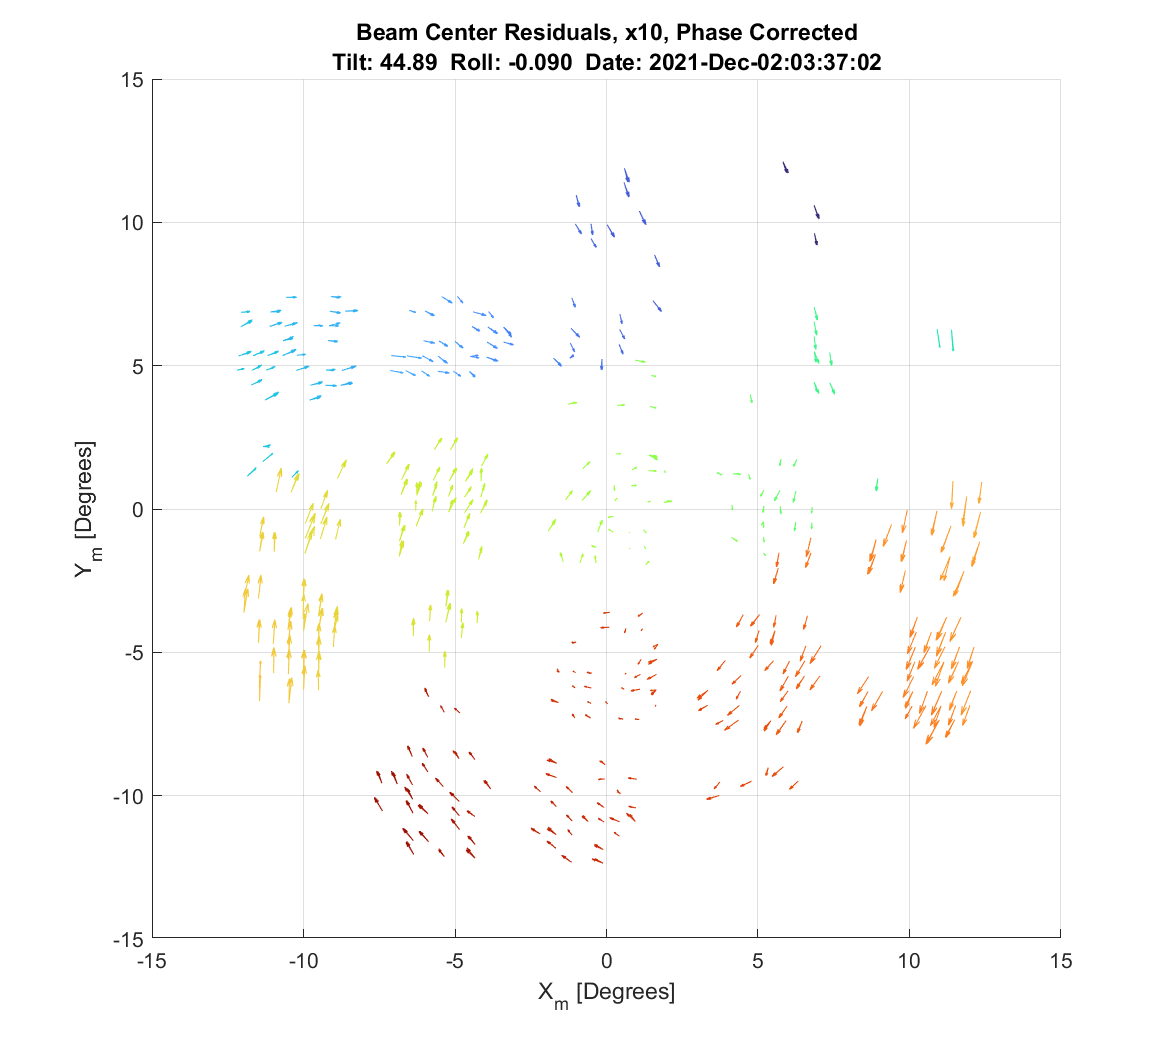 Beam Center Residuals, x10, Phase Corrected
Tilt: 44.89 Roll: -0.090 Date: 2021-Dec-02:03:37:02
15
10
5
0
-5
-10
-15
Y_m [Degrees]
-15 -10 -5 0 5 10 15
X_m [Degrees]